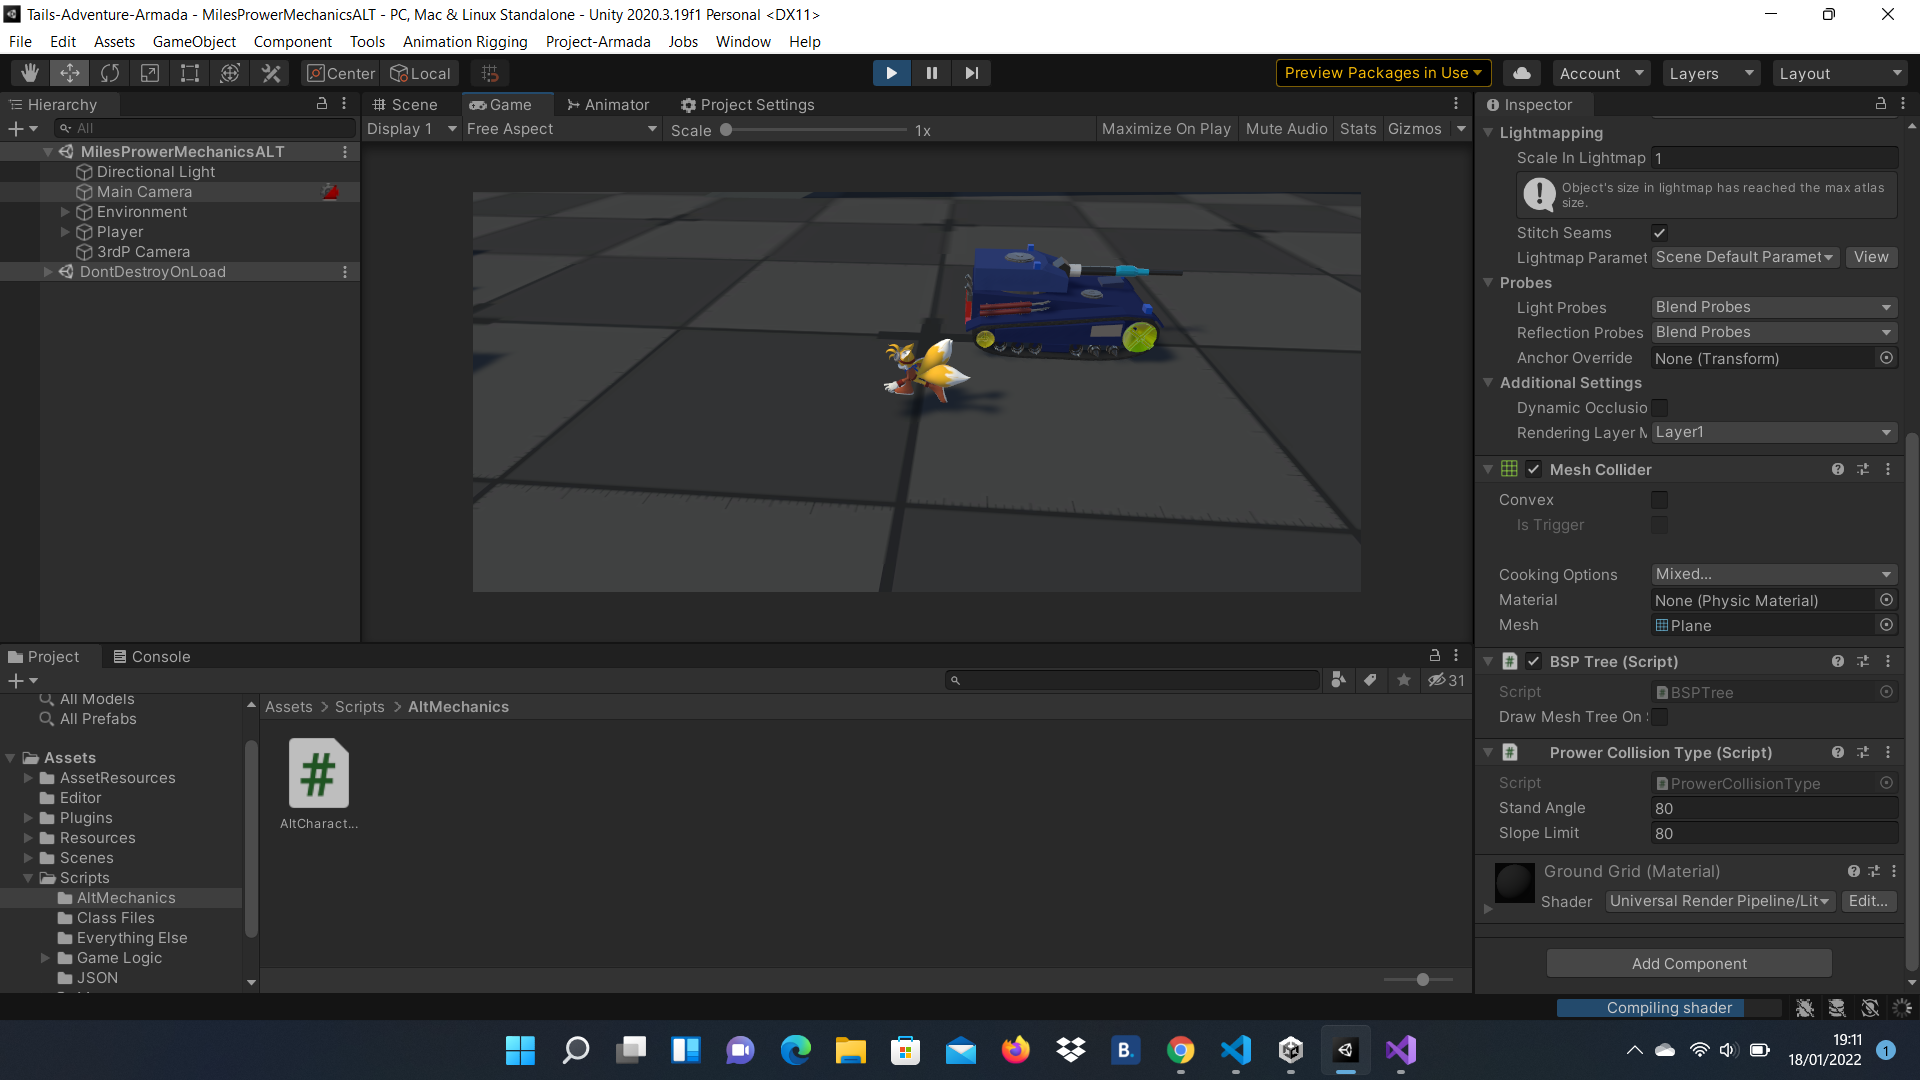 Tails-Adventure-Armada - MilesProwerMechanicsALT - PC, Mac & Linux Standalone - Unity 2020.3.19f1 Personal <DX11>
File Edit Assets GameObject Component Tools Animation Rigging Project-Armada Jobs Window Help
Center Local Preview Packages in Use Account Layers Layout
Hierarchy
All
MilesProwerMechanicsALT
Directional Light
Main Camera
Environment
Player
3rdP Camera
DontDestroyOnLoad
Scene Game Animator Project Settings
Display 1 Free Aspect Scale 1x Maximize On Play Mute Audio Stats Gizmos
Inspector
Lightmapping
Scale In Lightmap 1
Object's size in lightmap has reached the max atlas
size.
Stitch Seams
Lightmap Paramet Scene Default Paramet View
Probes
Light Probes Blend Probes
Reflection Probes Blend Probes
Anchor Override None (Transform)
Additional Settings
Dynamic Occlusio
Rendering Layer M Layer1
Mesh Collider
Convex
Is Trigger
Cooking Options Mixed...
Material None (Physic Material)
Mesh Plane
BSP Tree (Script)
Script BSPTree
Draw Mesh Tree On
Prower Collision Type (Script)
Script ProwerCollisionType
Stand Angle 80
Slope Limit 80
Ground Grid (Material)
Shader Universal Render Pipeline/Lit Edit...
Add Component
Project Console
31
All Models
All Prefabs
Assets
AssetResources
Editor
Plugins
Resources
Scenes
Scripts
AltMechanics
Class Files
Everything Else
Game Logic
JSON
Assets > Scripts > AltMechanics
#
AltCharact...
Compiling shader
B.
19:11
18/01/2022
1